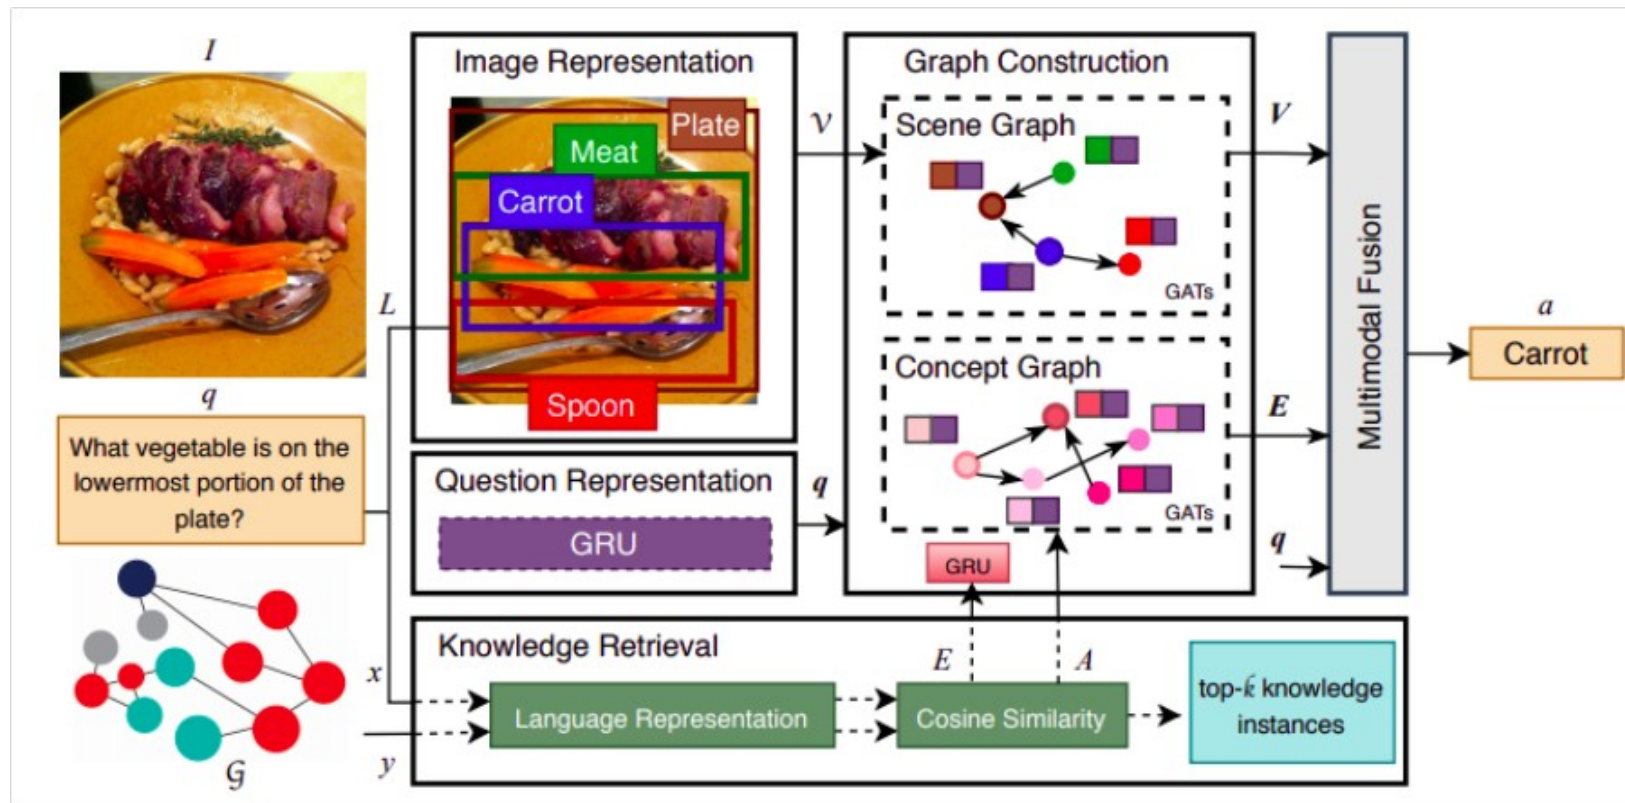 I
q
What vegetable is on the
lowermost portion of the
plate?
𝒢
L
x
y
Image Representation
Plate
Meat
Carrot
Spoon
Question Representation
GRU
𝒱
q
Graph Construction
Scene Graph
GATs
Concept Graph
GATs
GRU
Knowledge Retrieval
Language Representation
E
A
Cosine Similarity
top-k knowledge
instances
V
E
q
Multimodal Fusion
a
Carrot